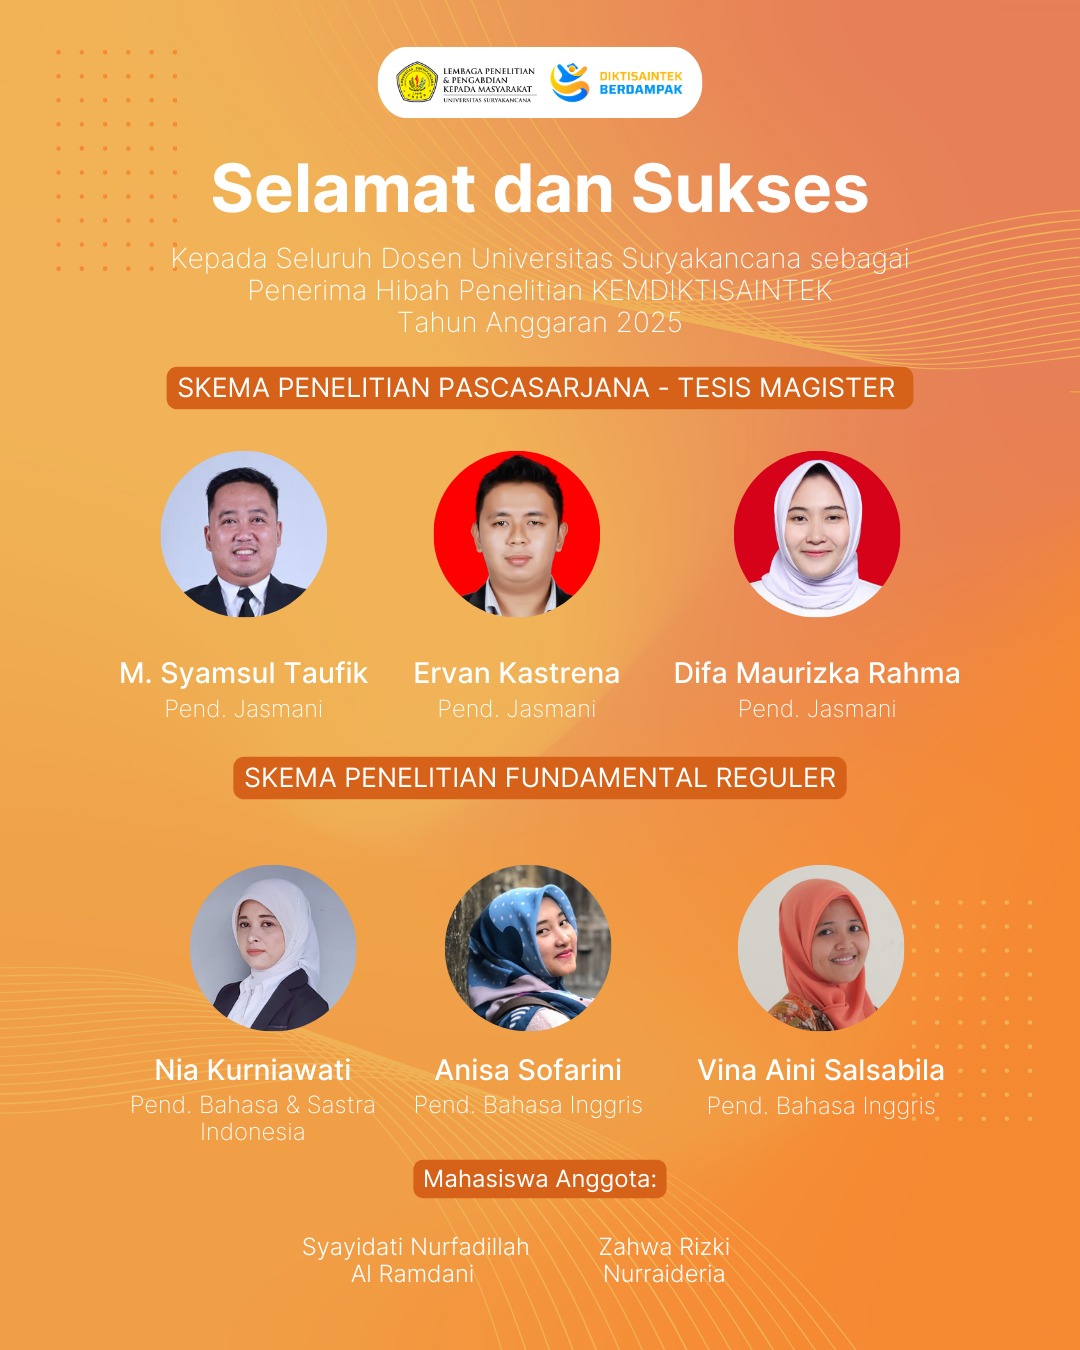 LEMBAGA PENELITIAN
& PENGABDIAN
KEPADA MASYARAKAT
UNIVERSITAS SURYAKANCANA
DIKTISAINTEK
BERDAMPAK
Selamat dan Sukses
Kepada Seluruh Dosen Universitas Suryakancana sebagai
Penerima Hibah Penelitian KEMDIKTISAINTEK
Tahun Anggaran 2025
SKEMA PENELITIAN PASCASARJANA - TESIS MAGISTER
M. Syamsul Taufik
Pend. Jasmani
Ervan Kastrena
Pend. Jasmani
Difa Maurizka Rahma
Pend. Jasmani
SKEMA PENELITIAN FUNDAMENTAL REGULER
Nia Kurniawati
Pend. Bahasa & Sastra
Indonesia
Anisa Sofarini
Pend. Bahasa Inggris
Vina Aini Salsabila
Pend. Bahasa Inggris
Mahasiswa Anggota:
Syayidati Nurfadillah
Al Ramdani
Zahwa Rizki
Nurraideria